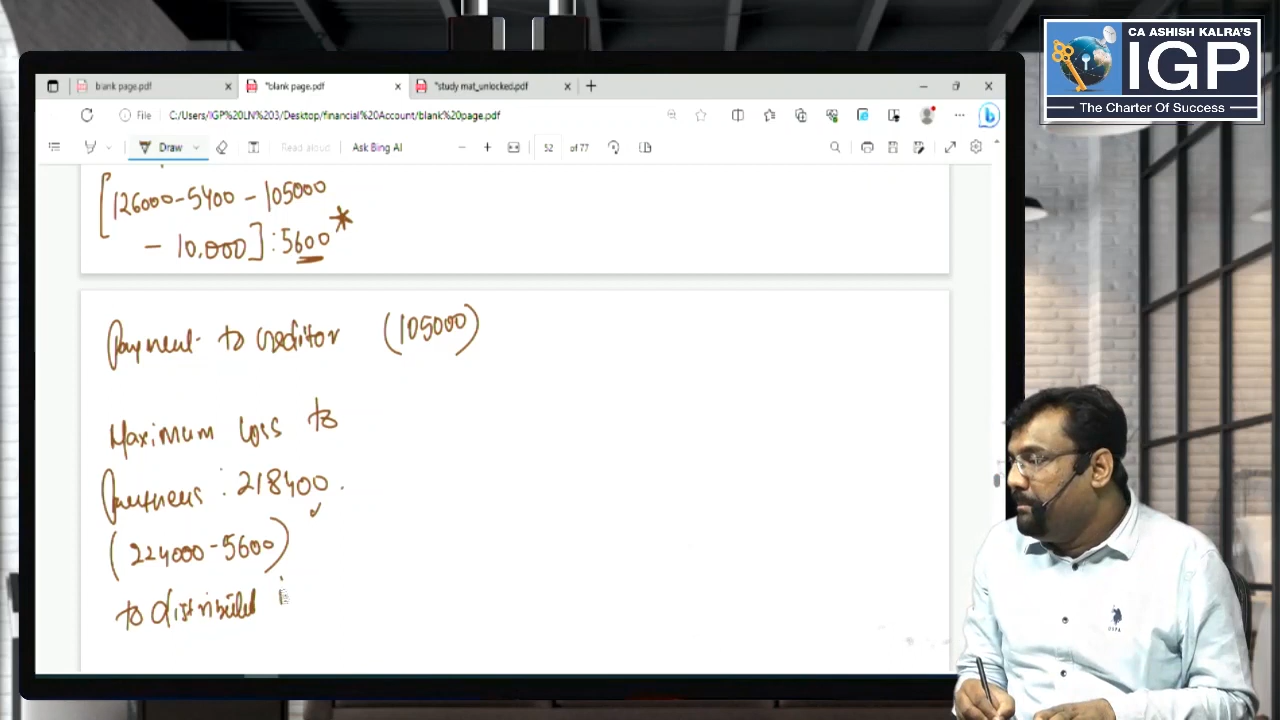 CA ASHISH KALRA'S
IGP
The Charter Of Success
blank page.pdf
*blank page.pdf
*study mat_unlocked.pdf
File
C:/Users/IGP%20LN%203/Desktop/financial%20Account/blank%20page.pdf
Draw
Read aloud
Ask Bing AI
52
of 77
[126000-5400 - 105000
- 10,000] : 5600*
Payment to creditor (105000)
Maximum loss to
Partners : 218400.
(224000-5600)
to distributed i